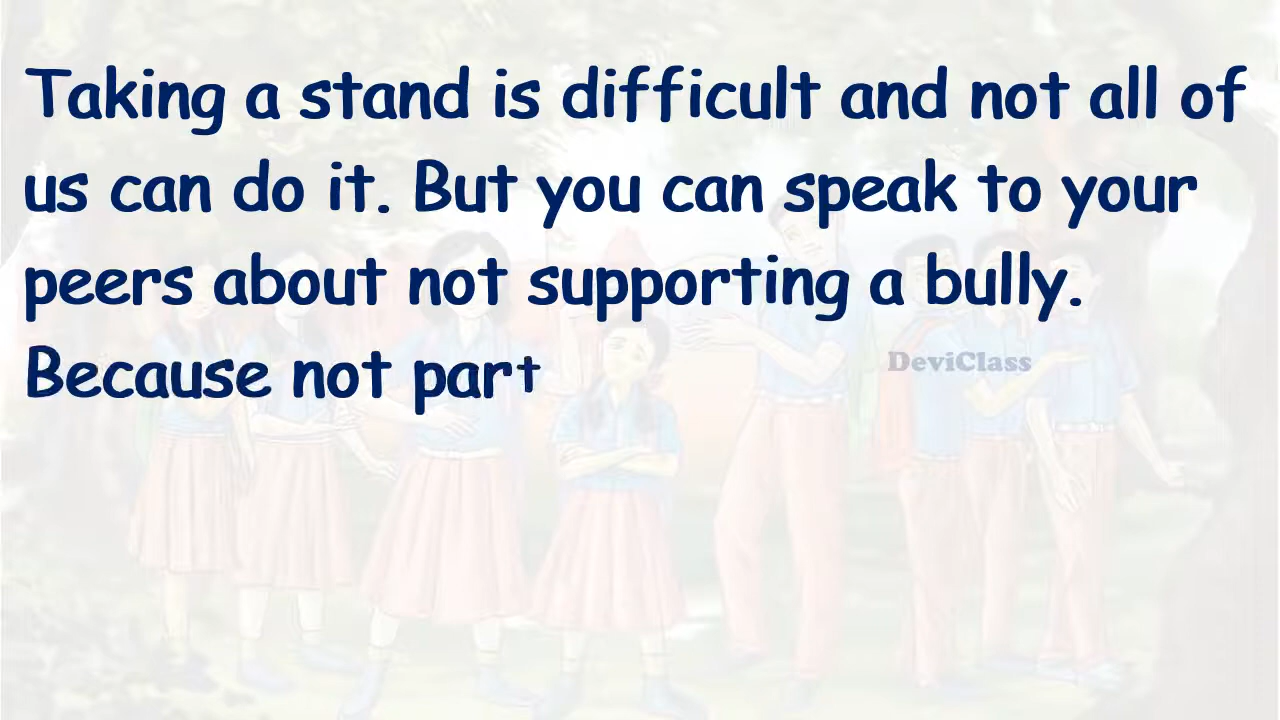 Taking a stand is difficult and not all of
us can do it. But you can speak to your
peers about not supporting a bully.
Because not part
DeviClass